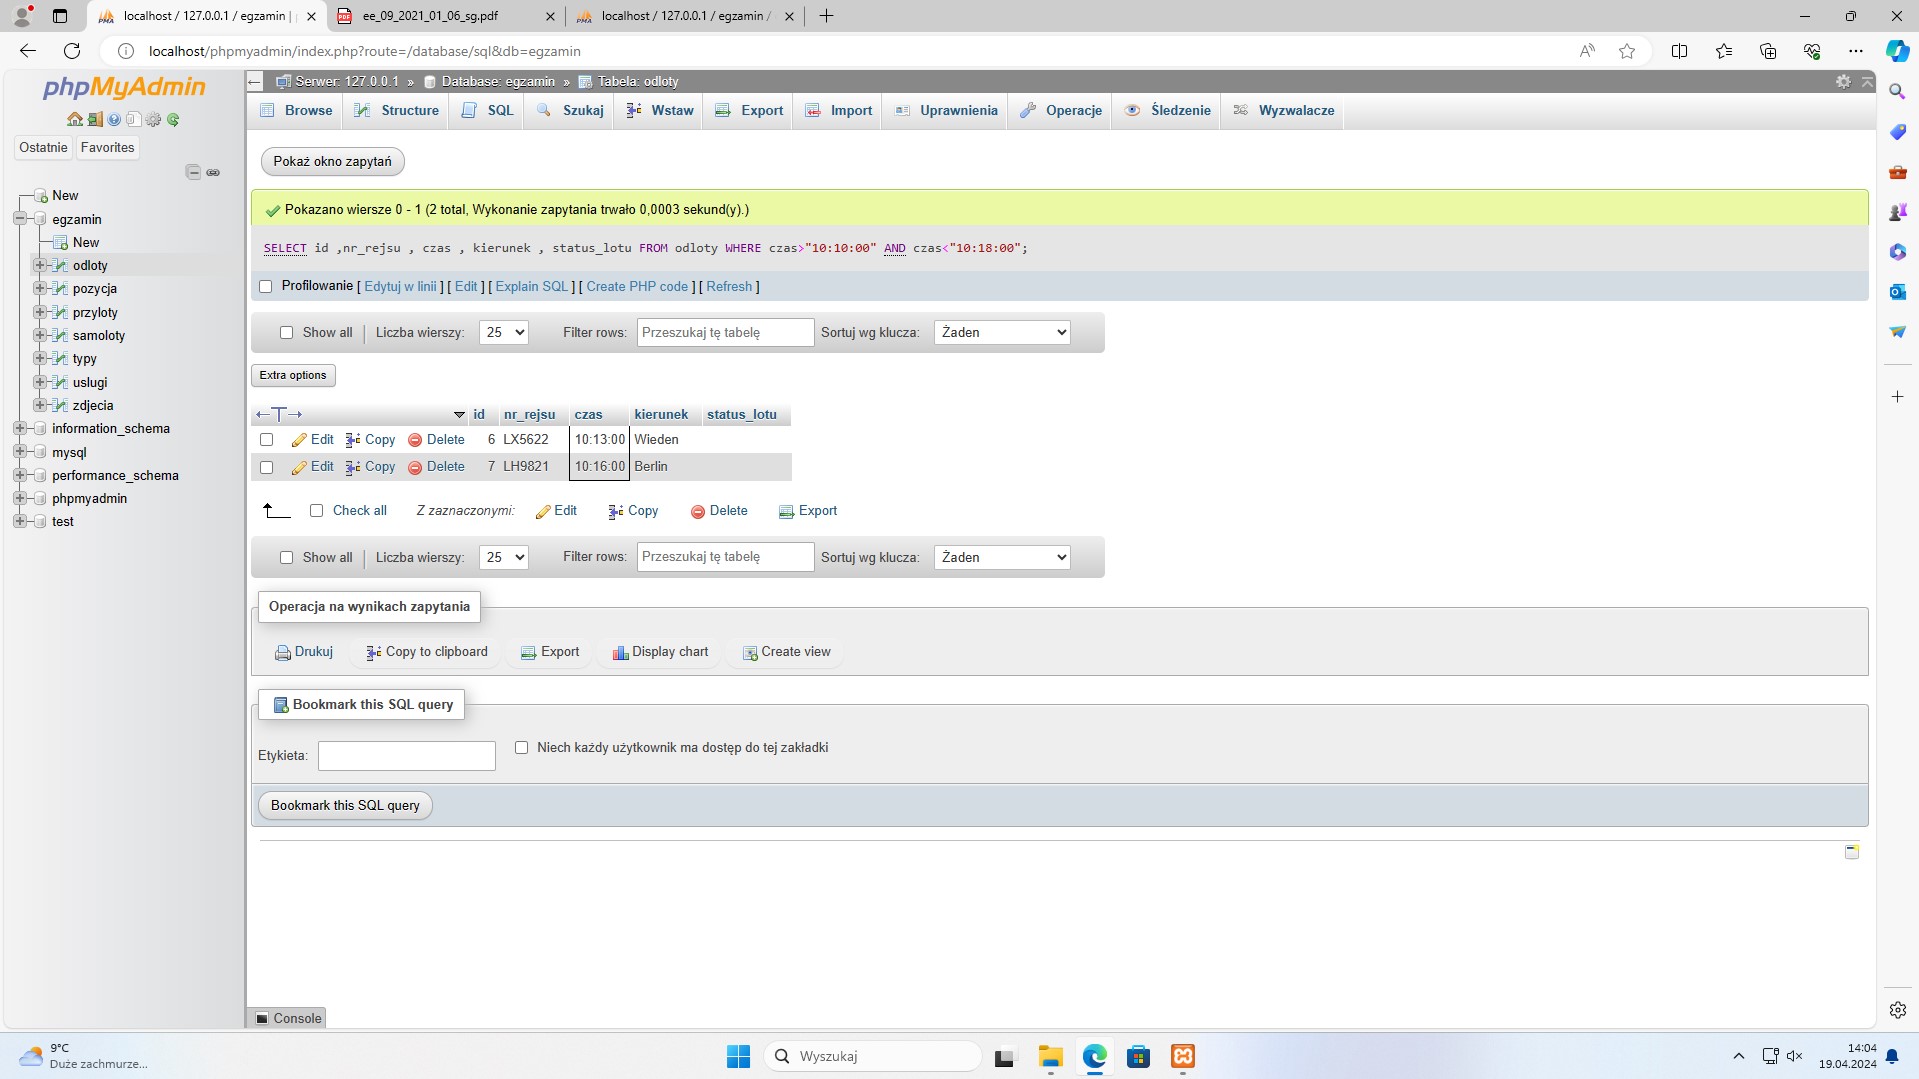 localhost / 127.0.0.1 / egzamin |
ee_09_2021_01_06_sg.pdf
localhost / 127.0.0.1 / egzamin /
localhost/phpmyadmin/index.php?route=/database/sql&db=egzamin
phpMyAdmin
Ostatnie
Favorites
New
egzamin
New
odloty
pozycja
przyloty
samoloty
typy
uslugi
zdjecia
information_schema
mysql
performance_schema
phpmyadmin
test
Serwer: 127.0.0.1 » Database: egzamin » Tabela: odloty
Browse Structure SQL Szukaj Wstaw Export Import Uprawnienia Operacje Śledzenie Wyzwalacze
Pokaż okno zapytań
Pokazano wiersze 0 - 1 (2 total, Wykonanie zapytania trwało 0,0003 sekund(y).)
SELECT id ,nr_rejsu , czas , kierunek , status_lotu FROM odloty WHERE czas>"10:10:00" AND czas<"10:18:00";
Profilowanie [ Edytuj w linii ] [ Edit ] [ Explain SQL ] [ Create PHP code ] [ Refresh ]
Show all | Liczba wierszy: 25 Filter rows: Przeszukaj tę tabelę Sortuj wg klucza: Żaden
Extra options
←T→ id nr_rejsu czas kierunek status_lotu
Edit Copy Delete 6 LX5622 10:13:00 Wieden
Edit Copy Delete 7 LH9821 10:16:00 Berlin
Check all Z zaznaczonymi: Edit Copy Delete Export
Show all | Liczba wierszy: 25 Filter rows: Przeszukaj tę tabelę Sortuj wg klucza: Żaden
Operacja na wynikach zapytania
Drukuj Copy to clipboard Export Display chart Create view
Bookmark this SQL query
Etykieta: Niech każdy użytkownik ma dostęp do tej zakładki
Bookmark this SQL query
Console
9°C
Duże zachmurze...
Wyszukaj
14:04
19.04.2024